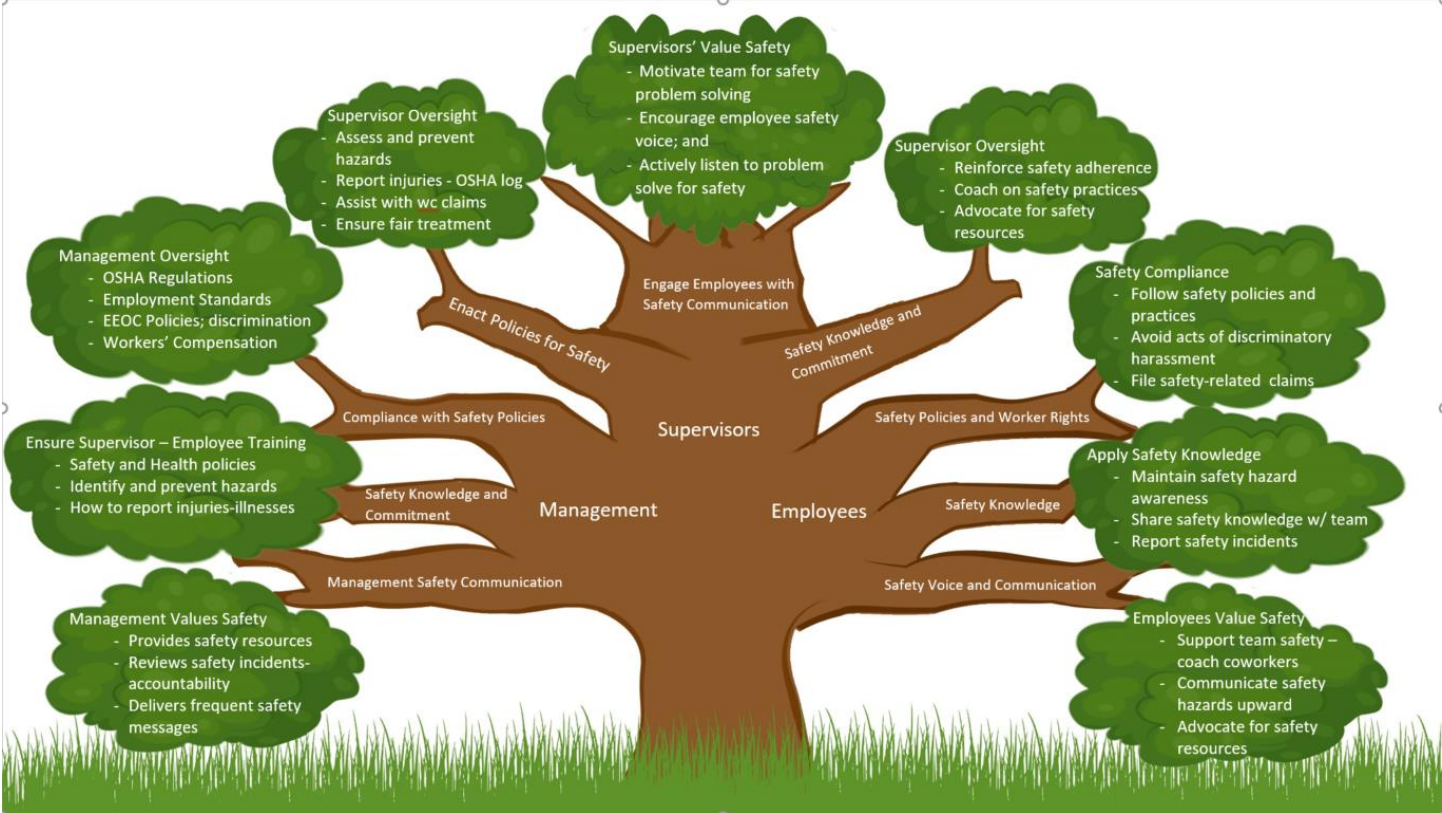 Supervisors' Value Safety
- Motivate team for safety
problem solving
- Encourage employee safety
voice; and
- Actively listen to problem
solve for safety
Supervisor Oversight
- Assess and prevent
hazards
- Report injuries - OSHA log
- Assist with wc claims
- Ensure fair treatment
Supervisor Oversight
- Reinforce safety adherence
- Coach on safety practices
- Advocate for safety
resources
Management Oversight
- OSHA Regulations
- Employment Standards
- EEOC Policies; discrimination
- Workers' Compensation
Safety Compliance
- Follow safety policies and
practices
- Avoid acts of discriminatory
harassment
- File safety-related claims
Engage Employees with
Safety Communication
Enact Policies for Safety
Safety Knowledge and
Commitment
Compliance with Safety Policies
Supervisors
Safety Policies and Worker Rights
Ensure Supervisor – Employee Training
- Safety and Health policies
- Identify and prevent hazards
- How to report injuries-illnesses
Safety Knowledge and
Commitment
Management
Employees
Safety Knowledge
Apply Safety Knowledge
- Maintain safety hazard
awareness
- Share safety knowledge w/ team
- Report safety incidents
Management Safety Communication
Safety Voice and Communication
Management Values Safety
- Provides safety resources
- Reviews safety incidents-
accountability
- Delivers frequent safety
messages
Employees Value Safety
- Support team safety –
coach coworkers
- Communicate safety
hazards upward
- Advocate for safety
resources